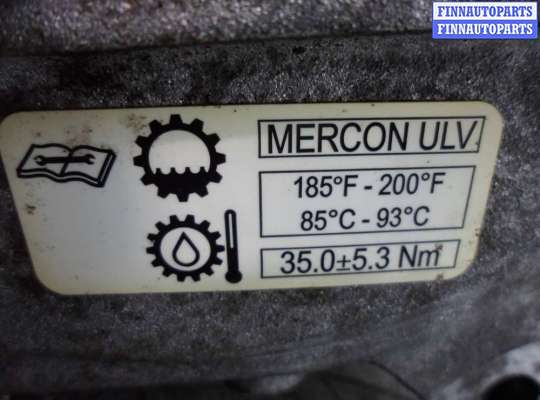 FINNAUTOPARTS
FINNAUTOPARTS
MERCON ULV
185°F - 200°F
85°C - 93°C
35.0±5.3 Nm